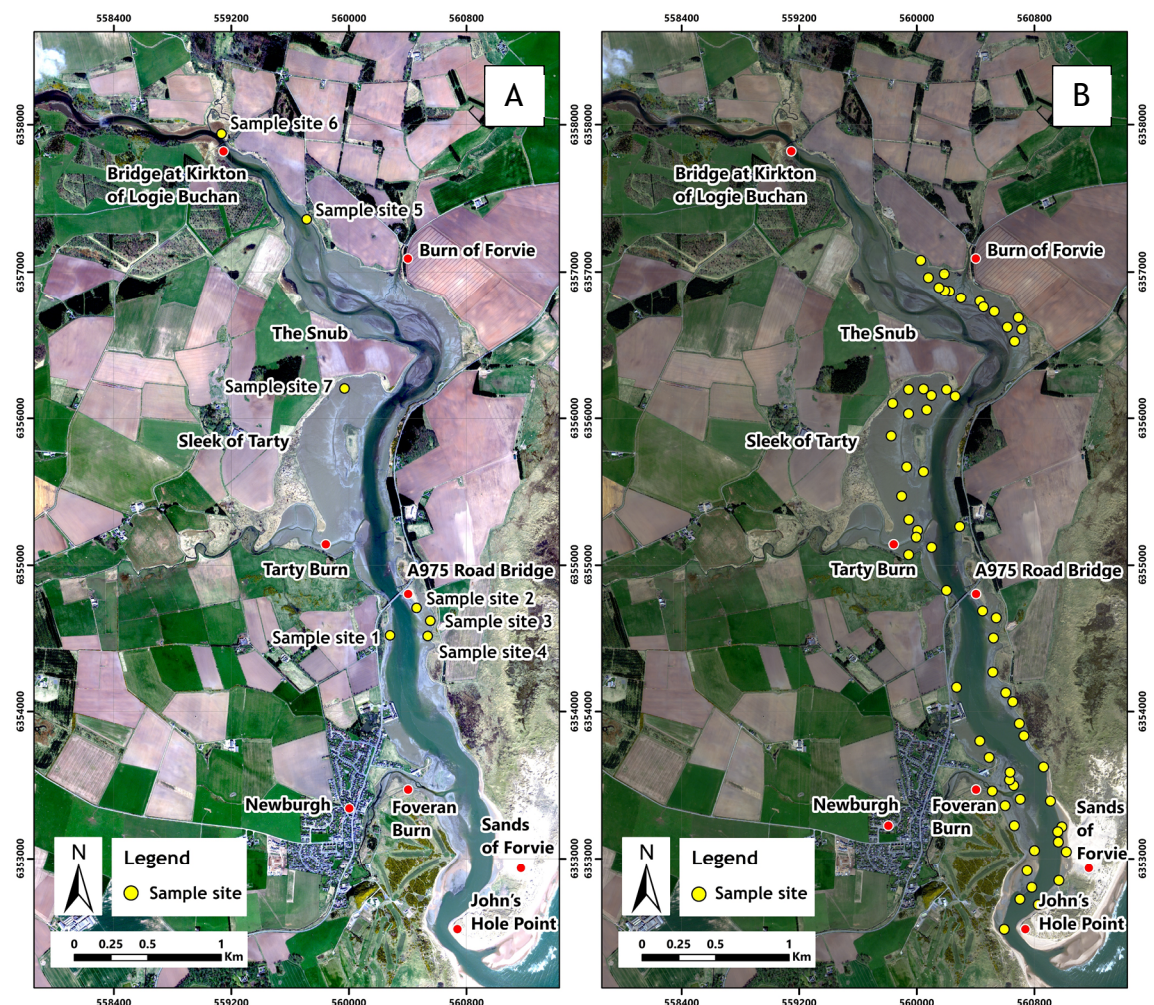 558400 559200 560000 560800
558400 559200 560000 560800
A
B
6358000
6358000
6358000
Sample site 6
Bridge at Kirkton
of Logie Buchan
Bridge at Kirkton
of Logie Buchan
Sample site 5
Burn of Forvie
Burn of Forvie
6357000
6357000
6357000
The Snub
The Snub
Sample site 7
6356000
6356000
6356000
Sleek of Tarty
Sleek of Tarty
6355000
6355000
6355000
Tarty Burn
A975 Road Bridge
Tarty Burn
A975 Road Bridge
Sample site 2
Sample site 3
Sample site 1
Sample site 4
6354000
6354000
6354000
Newburgh
Foveran
Burn
Sands
of Forvie
Newburgh
Foveran
Burn
Sands
of
Forvie
6353000
6353000
6353000
N
Legend
Sample site
John's
Hole Point
N
Legend
Sample site
John's
Hole Point
0 0.25 0.5 1
Km
0 0.25 0.5 1
Km
558400 559200 560000 560800
558400 559200 560000 560800